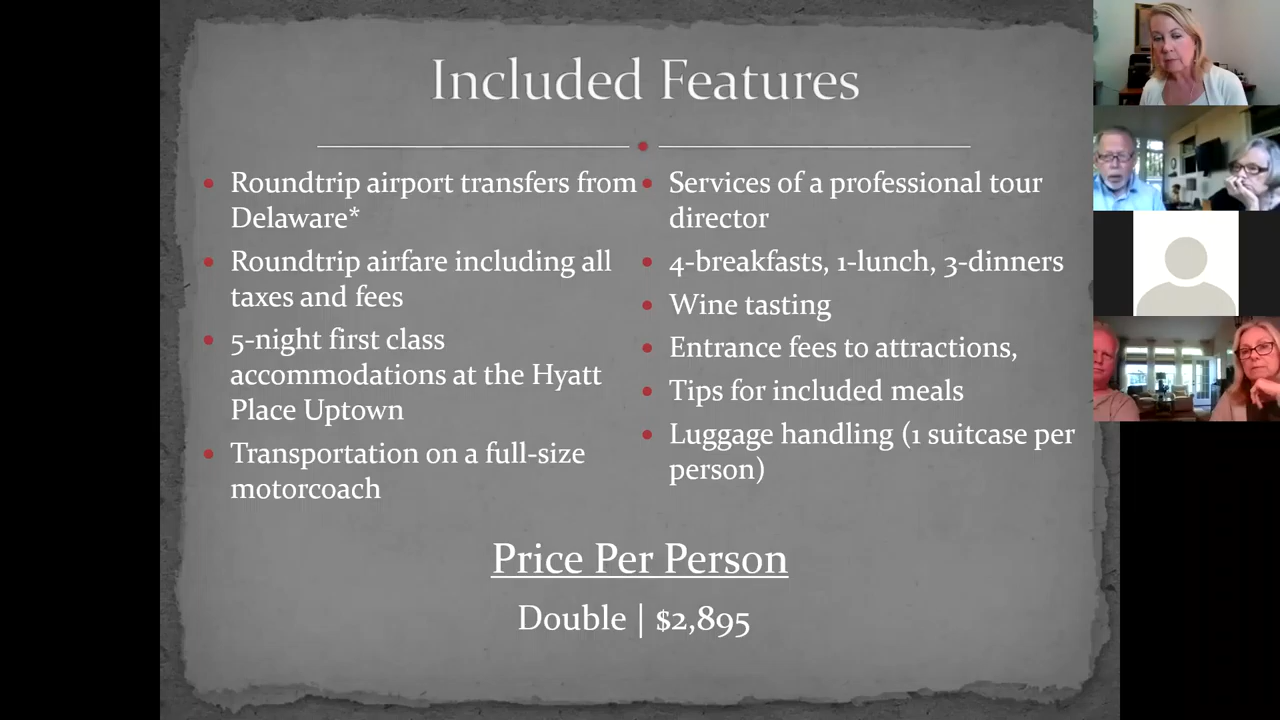 Included Features
Roundtrip airport transfers from
Delaware*
Roundtrip airfare including all
taxes and fees
5-night first class
accommodations at the Hyatt
Place Uptown
Transportation on a full-size
motorcoach
Services of a professional tour
director
4-breakfasts, 1-lunch, 3-dinners
Wine tasting
Entrance fees to attractions,
Tips for included meals
Luggage handling (1 suitcase per
person)
Price Per Person
Double | $2,895